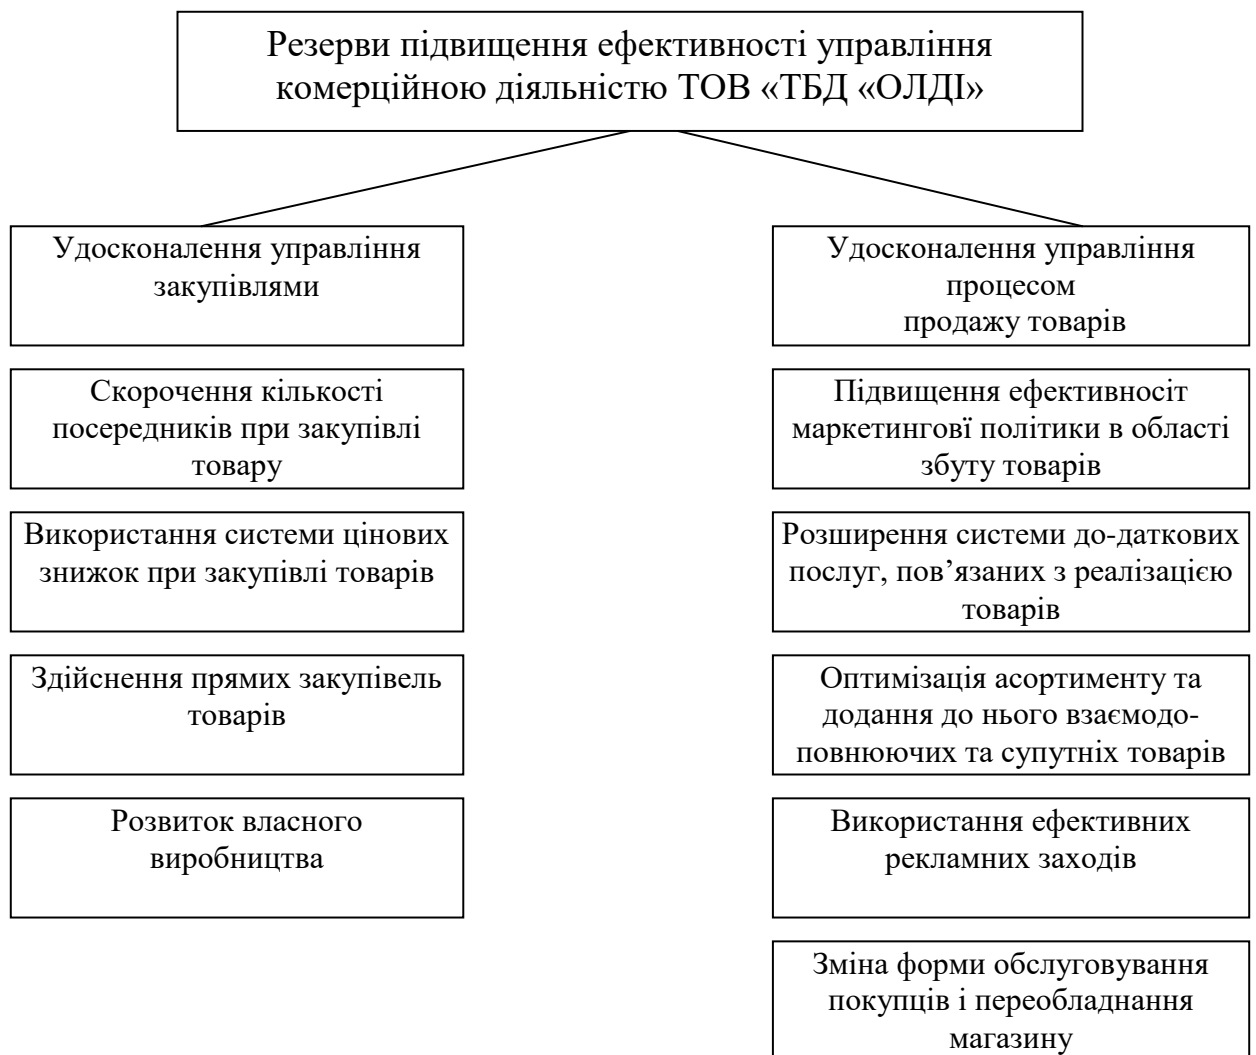 Резерви підвищення ефективності управління
комерційною діяльністю ТОВ «ТБД «ОЛДІ»
Удосконалення управління
закупівлями
Скорочення кількості
посередників при закупівлі
товару
Використання системи цінових
знижок при закупівлі товарів
Здійснення прямих закупівель
товарів
Розвиток власного
виробництва
Удосконалення управління
процесом
продажу товарів
Підвищення ефективносіт
маркетингвї політики в області
збуту товарів
Розширення системи до-даткових
послуг, пов’язаних з реалізацією
товарів
Оптимізація асортименту та
додання до нього взаємодо-
повнюючих та супутніх товарів
Використання ефективних
рекламних заходів
Зміна форми обслуговування
покупців і переобладнання
магазину